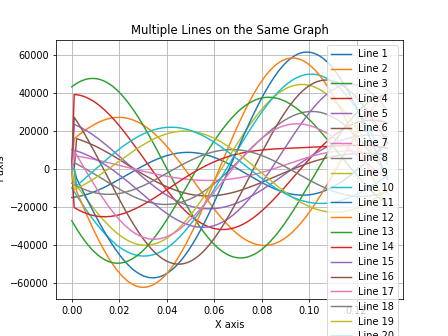 Multiple Lines on the Same Graph
60000
40000
20000
0
−20000
−40000
−60000
0.00 0.02 0.04 0.06 0.08 0.10
X axis
Line 1
Line 2
Line 3
Line 4
Line 5
Line 6
Line 7
Line 8
Line 9
Line 10
Line 11
Line 12
Line 13
Line 14
Line 15
Line 16
Line 17
Line 18
Line 19
Line 20